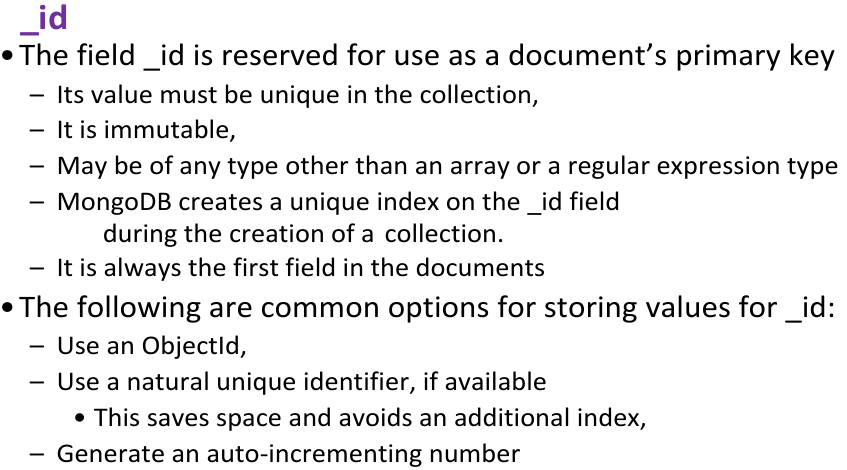 _id
• The field _id is reserved for use as a document’s primary key
– Its value must be unique in the collection,
– It is immutable,
– May be of any type other than an array or a regular expression type
– MongoDB creates a unique index on the _id field
during the creation of a collection.
– It is always the first field in the documents
• The following are common options for storing values for _id:
– Use an ObjectId,
– Use a natural unique identifier, if available
• This saves space and avoids an additional index,
– Generate an auto-incrementing number